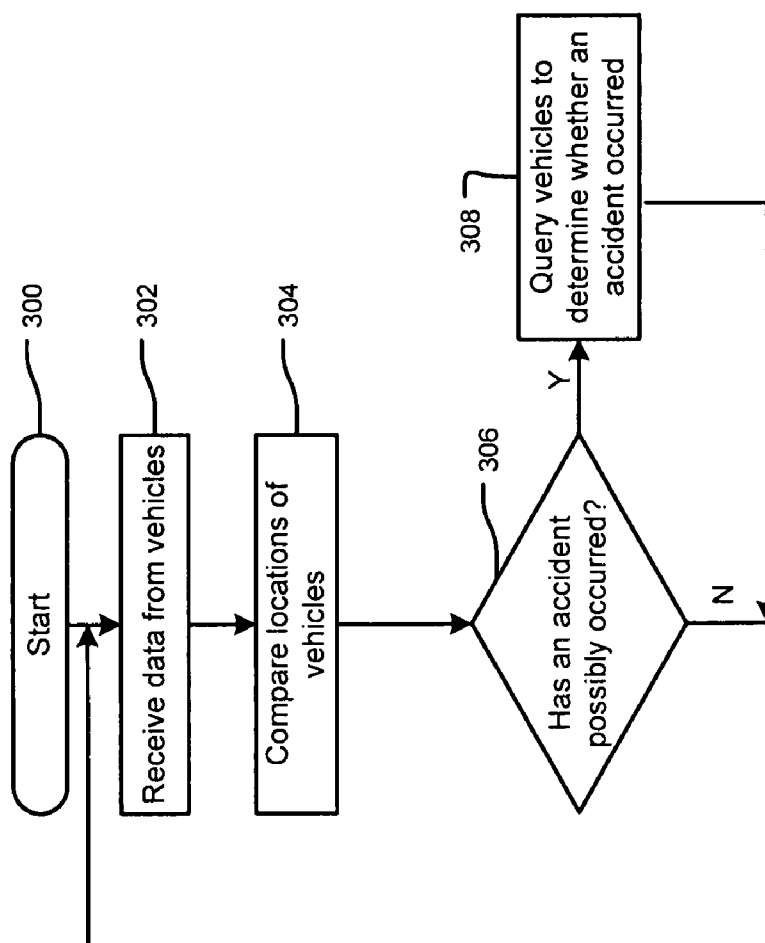 Start
300
Receive data from vehicles
302
Compare locations of
vehicles
304
Has an accident
possibly occurred?
306
Y
N
Query vehicles to
determine whether an
accident occurred
308